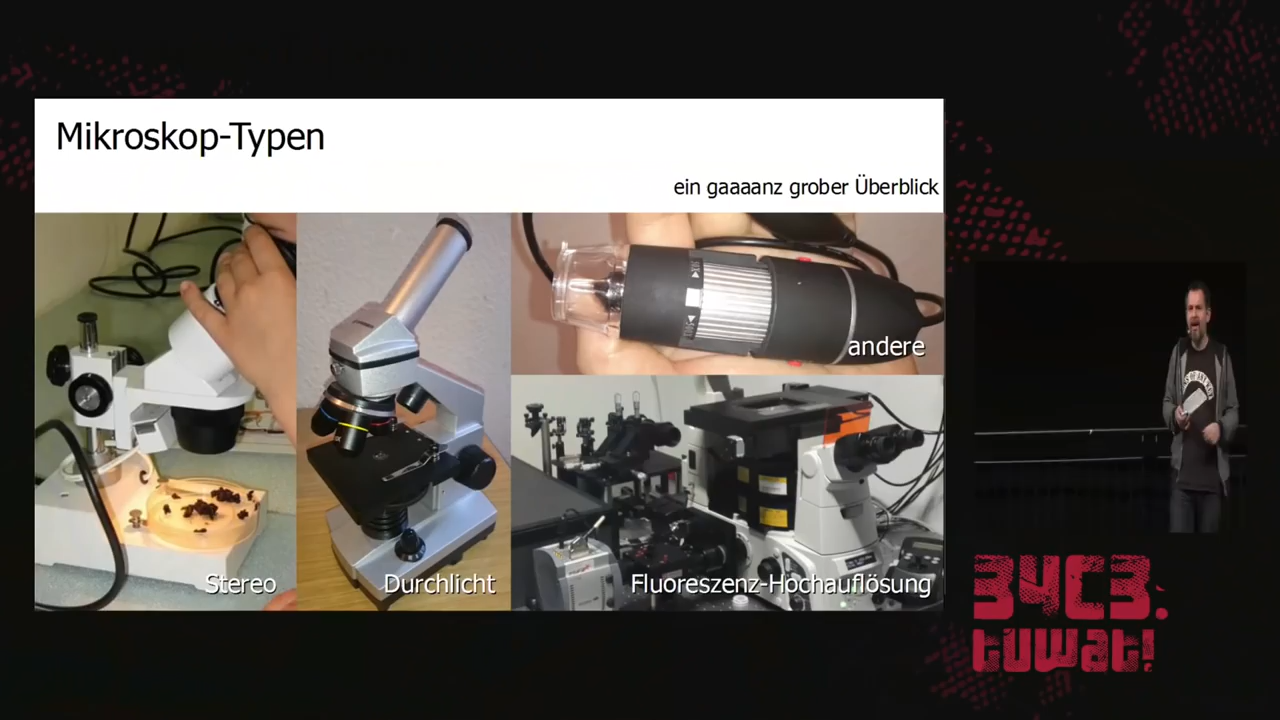 Mikroskop-Typen
ein gaaaanz grober Überblick
andere
Stereo
Durchlicht
Fluoreszenz-Hochauflösung
34C3.
tuwat!